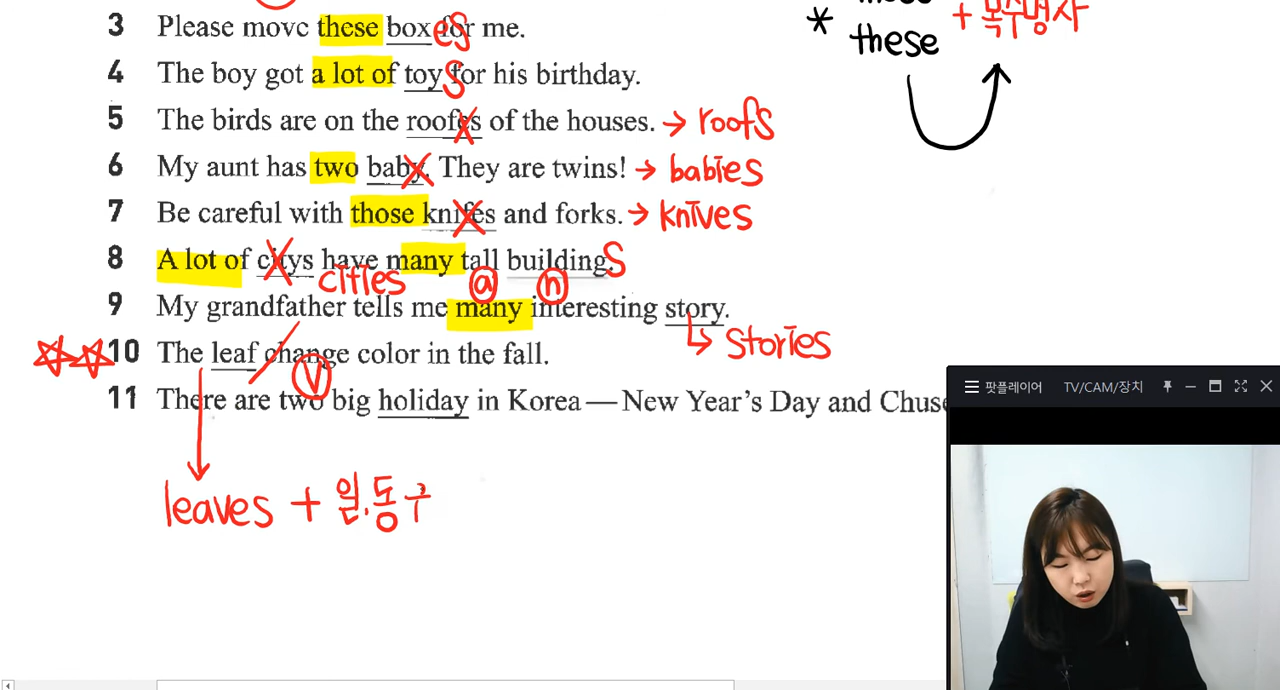 these
* these + 복수명사
3 Please move these boxes for me.
4 The boy got a lot of toys for his birthday.
5 The birds are on the roofes of the houses. → roofs
6 My aunt has two baby. They are twins! → babies
7 Be careful with those knifes and forks. → knives
8 A lot of citys have many tall building. s
cities ⓐ ⓝ
9 My grandfather tells me many interesting story.
↳ stories
☆☆10 The leaf change color in the fall.
ⓥ
11 There are two big holiday in Korea — New Year's Day and Chus
leaves + 일.동
팟플레이어 TV/CAM/장치